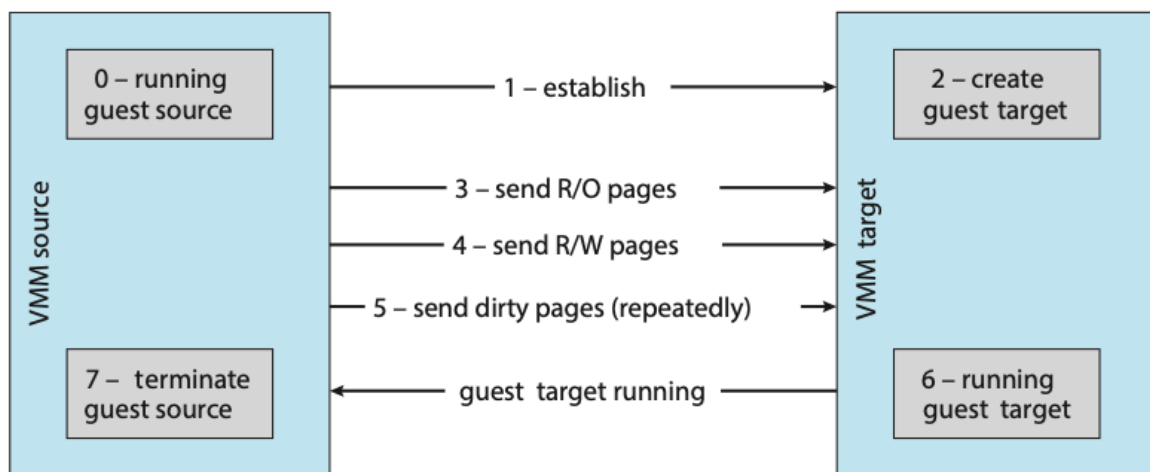 0 – running
guest source
1 – establish
2 – create
guest target
3 – send R/O pages
4 – send R/W pages
5 – send dirty pages (repeatedly)
VMM source
VMM target
7 – terminate
guest source
guest target running
6 – running
guest target